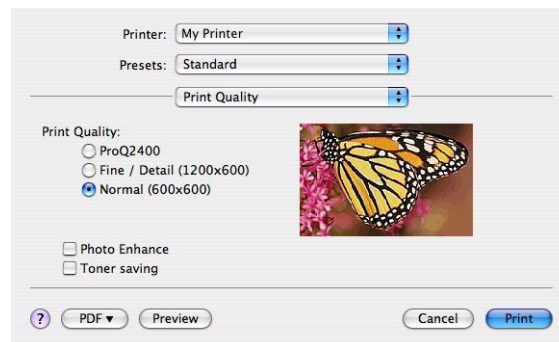 Printer: My Printer
Presets: Standard
Print Quality
Print Quality:
ProQ2400
Fine / Detail (1200x600)
Normal (600x600)
Photo Enhance
Toner saving
? PDF ▼ Preview Cancel Print